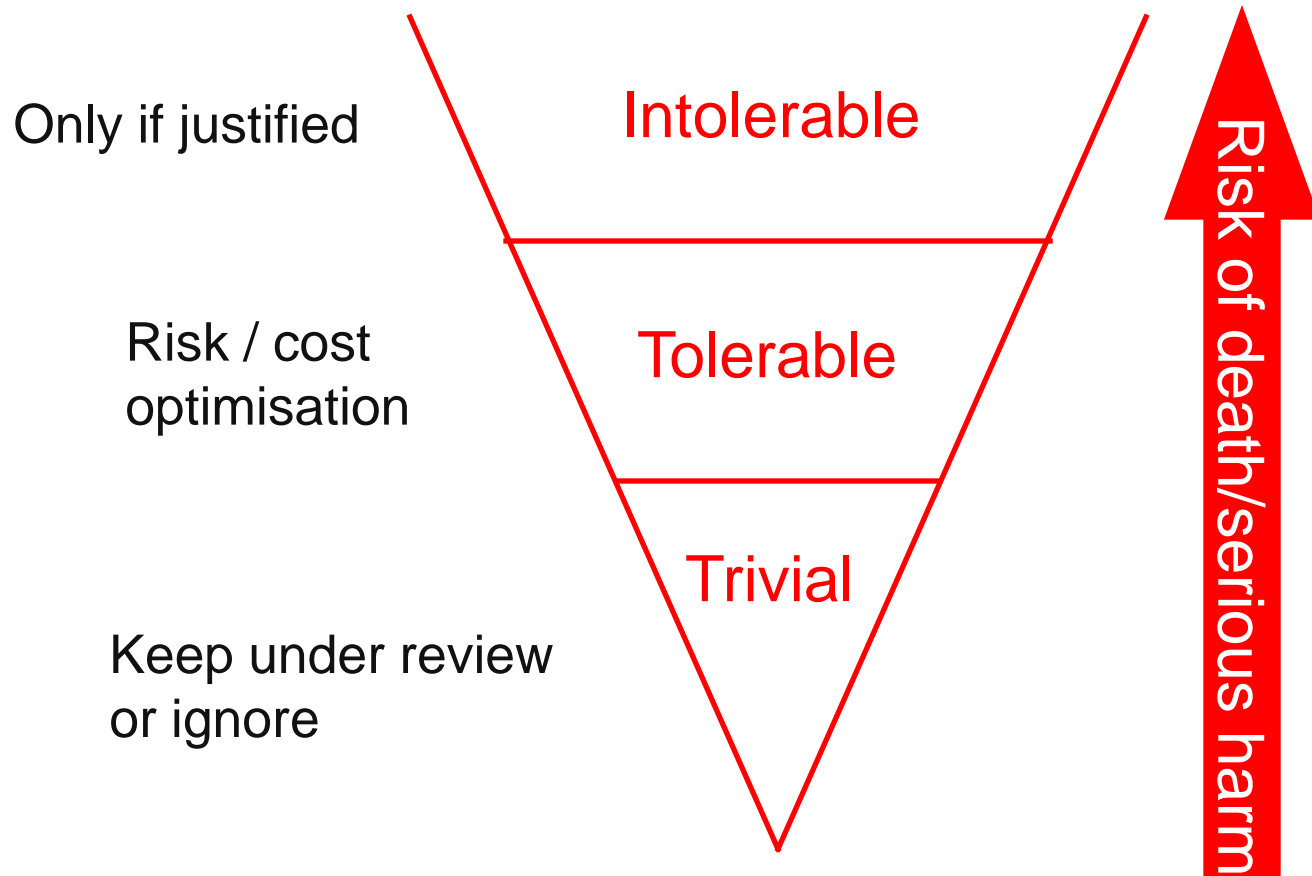 Only if justified
Intolerable
Risk / cost
optimisation
Tolerable
Trivial
Keep under review
or ignore
Risk of death/serious harm